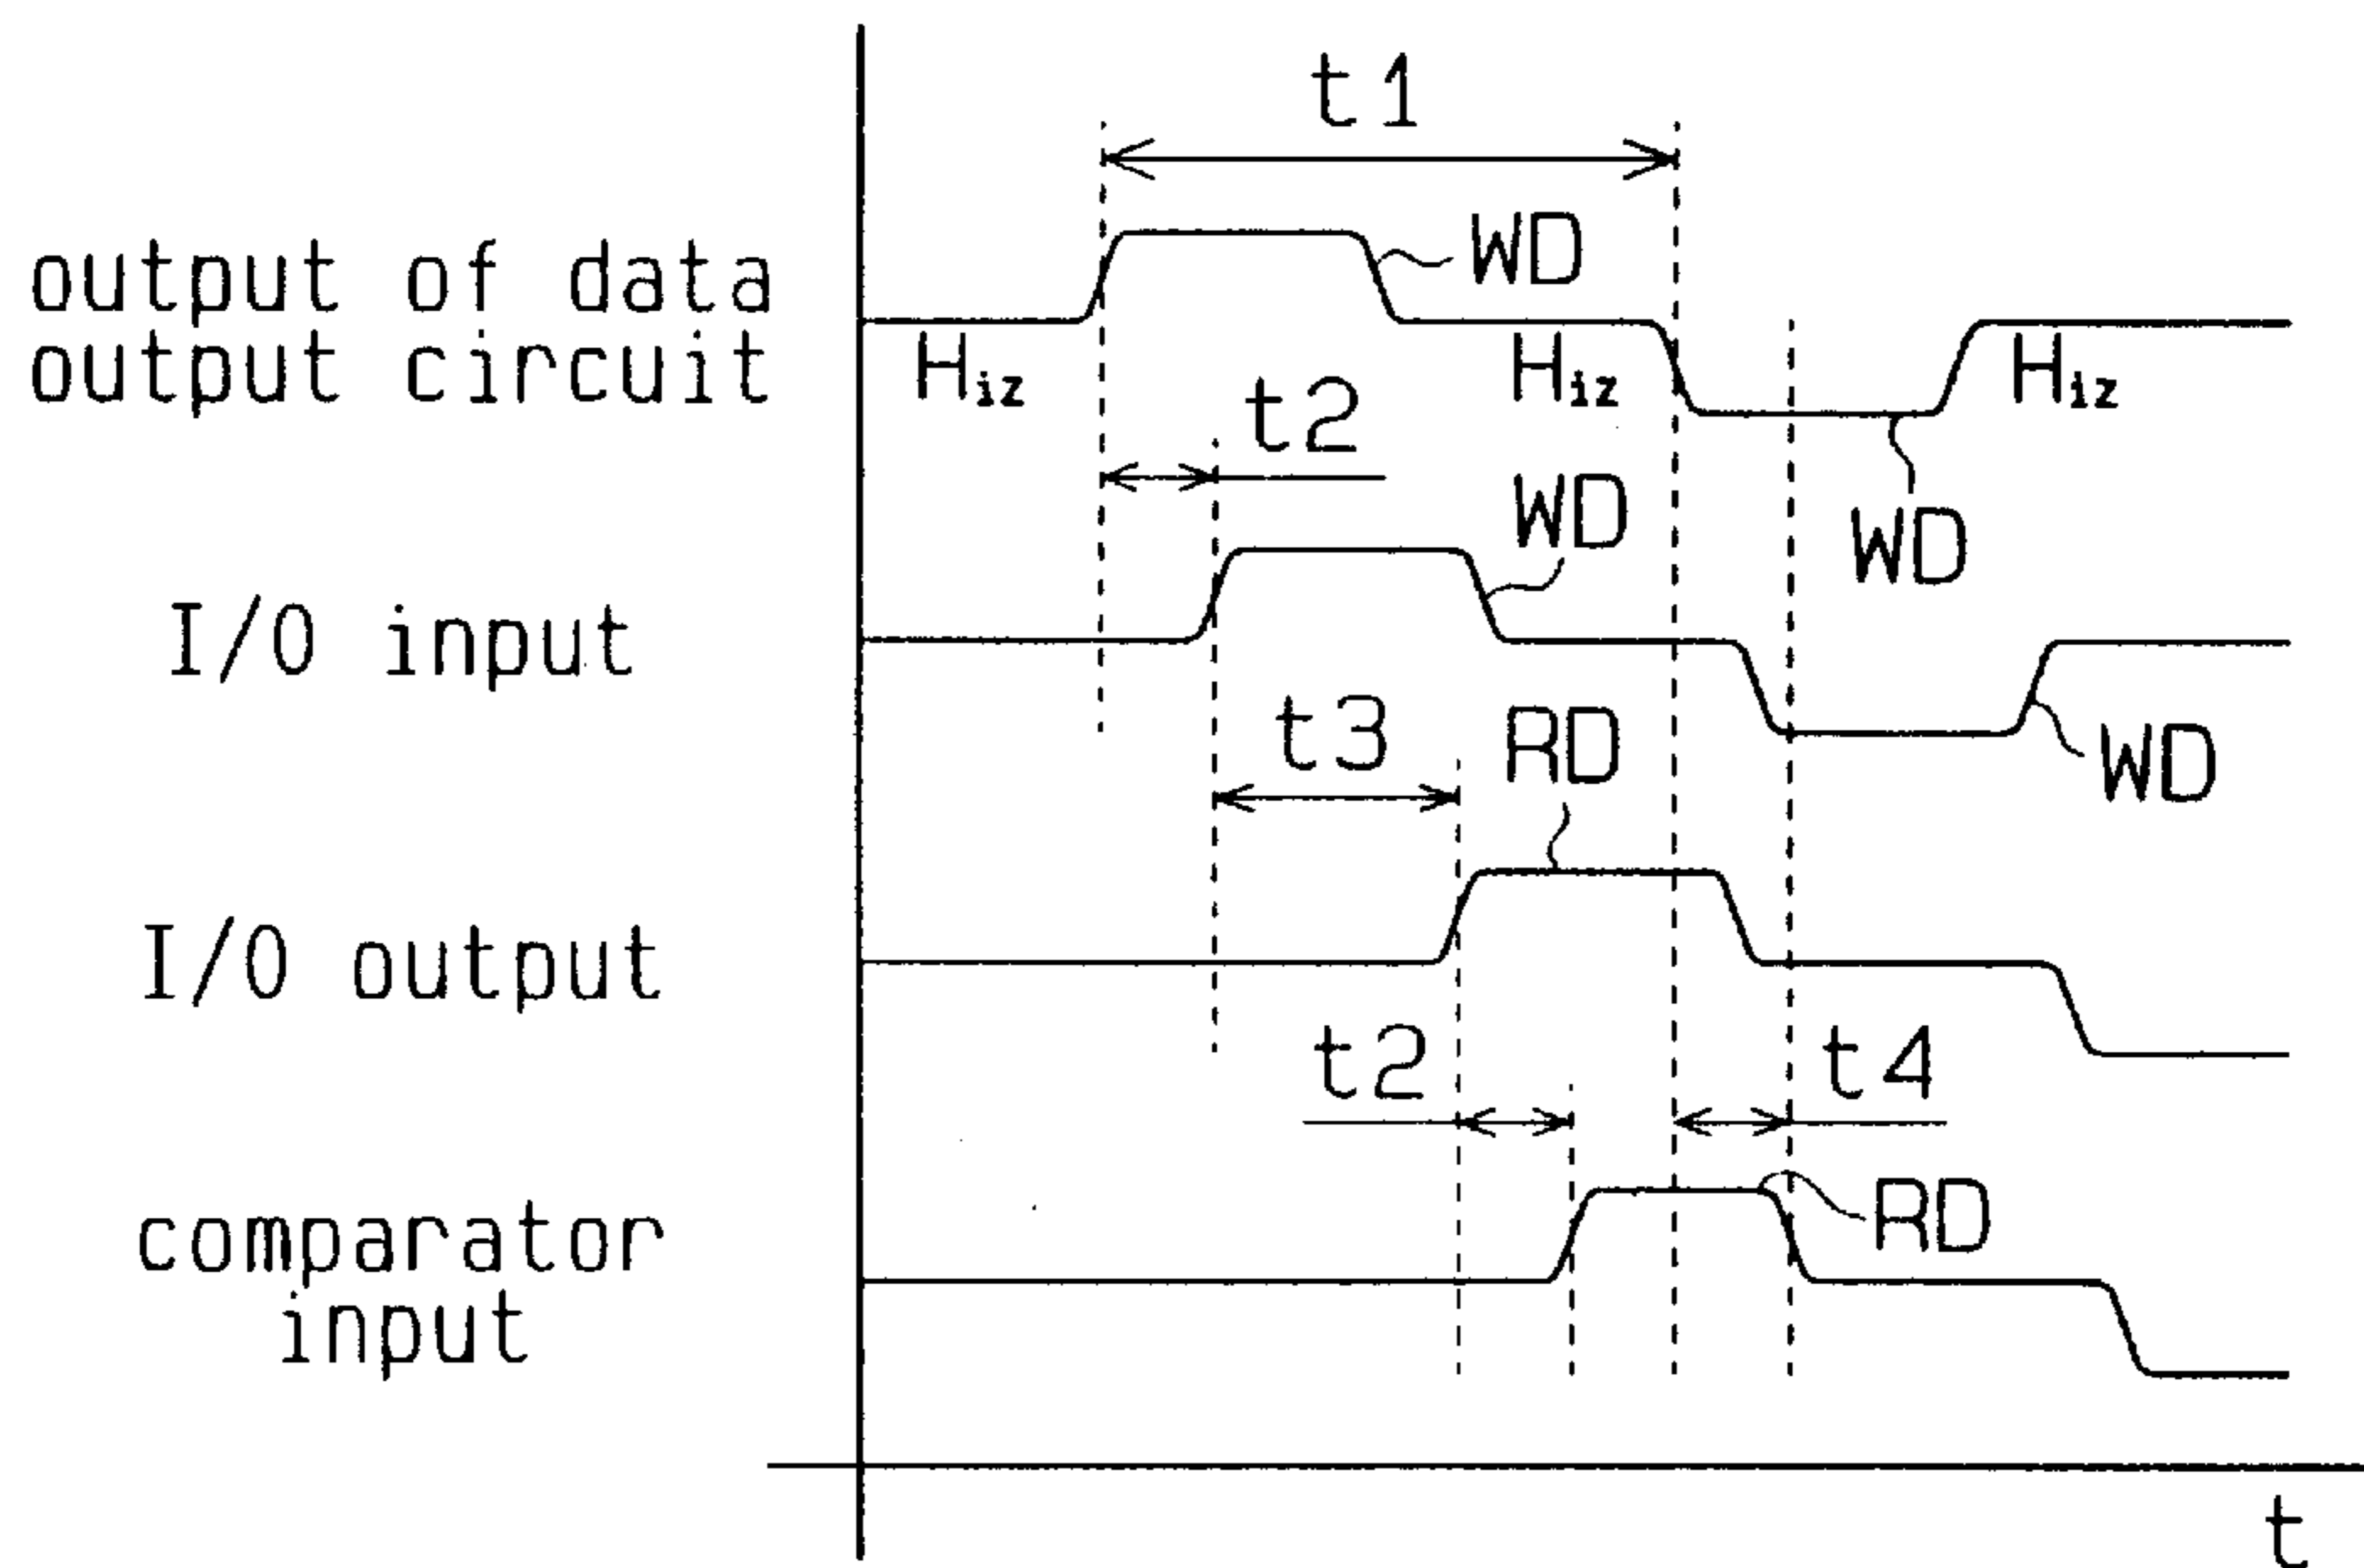 t1
output of data
output circuit
WD
Hiz
Hiz
Hiz
t2
WD
WD
I/O input
t3
RD
WD
I/O output
t2
t4
comparator
input
RD
t